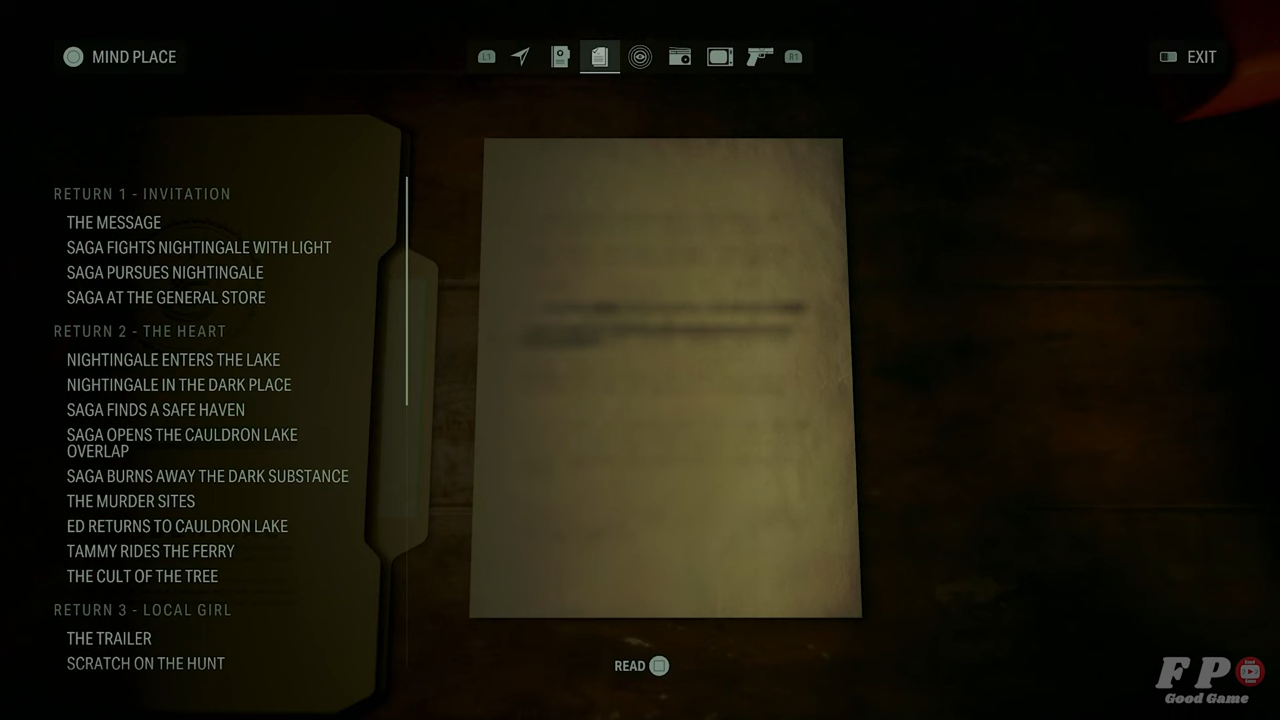 MIND PLACE
L1
R1
EXIT
RETURN 1 - INVITATION
THE MESSAGE
SAGA FIGHTS NIGHTINGALE WITH LIGHT
SAGA PURSUES NIGHTINGALE
SAGA AT THE GENERAL STORE
RETURN 2 - THE HEART
NIGHTINGALE ENTERS THE LAKE
NIGHTINGALE IN THE DARK PLACE
SAGA FINDS A SAFE HAVEN
SAGA OPENS THE CAULDRON LAKE
OVERLAP
SAGA BURNS AWAY THE DARK SUBSTANCE
THE MURDER SITES
ED RETURNS TO CAULDRON LAKE
TAMMY RIDES THE FERRY
THE CULT OF THE TREE
RETURN 3 - LOCAL GIRL
THE TRAILER
SCRATCH ON THE HUNT
READ
FP
Good Game